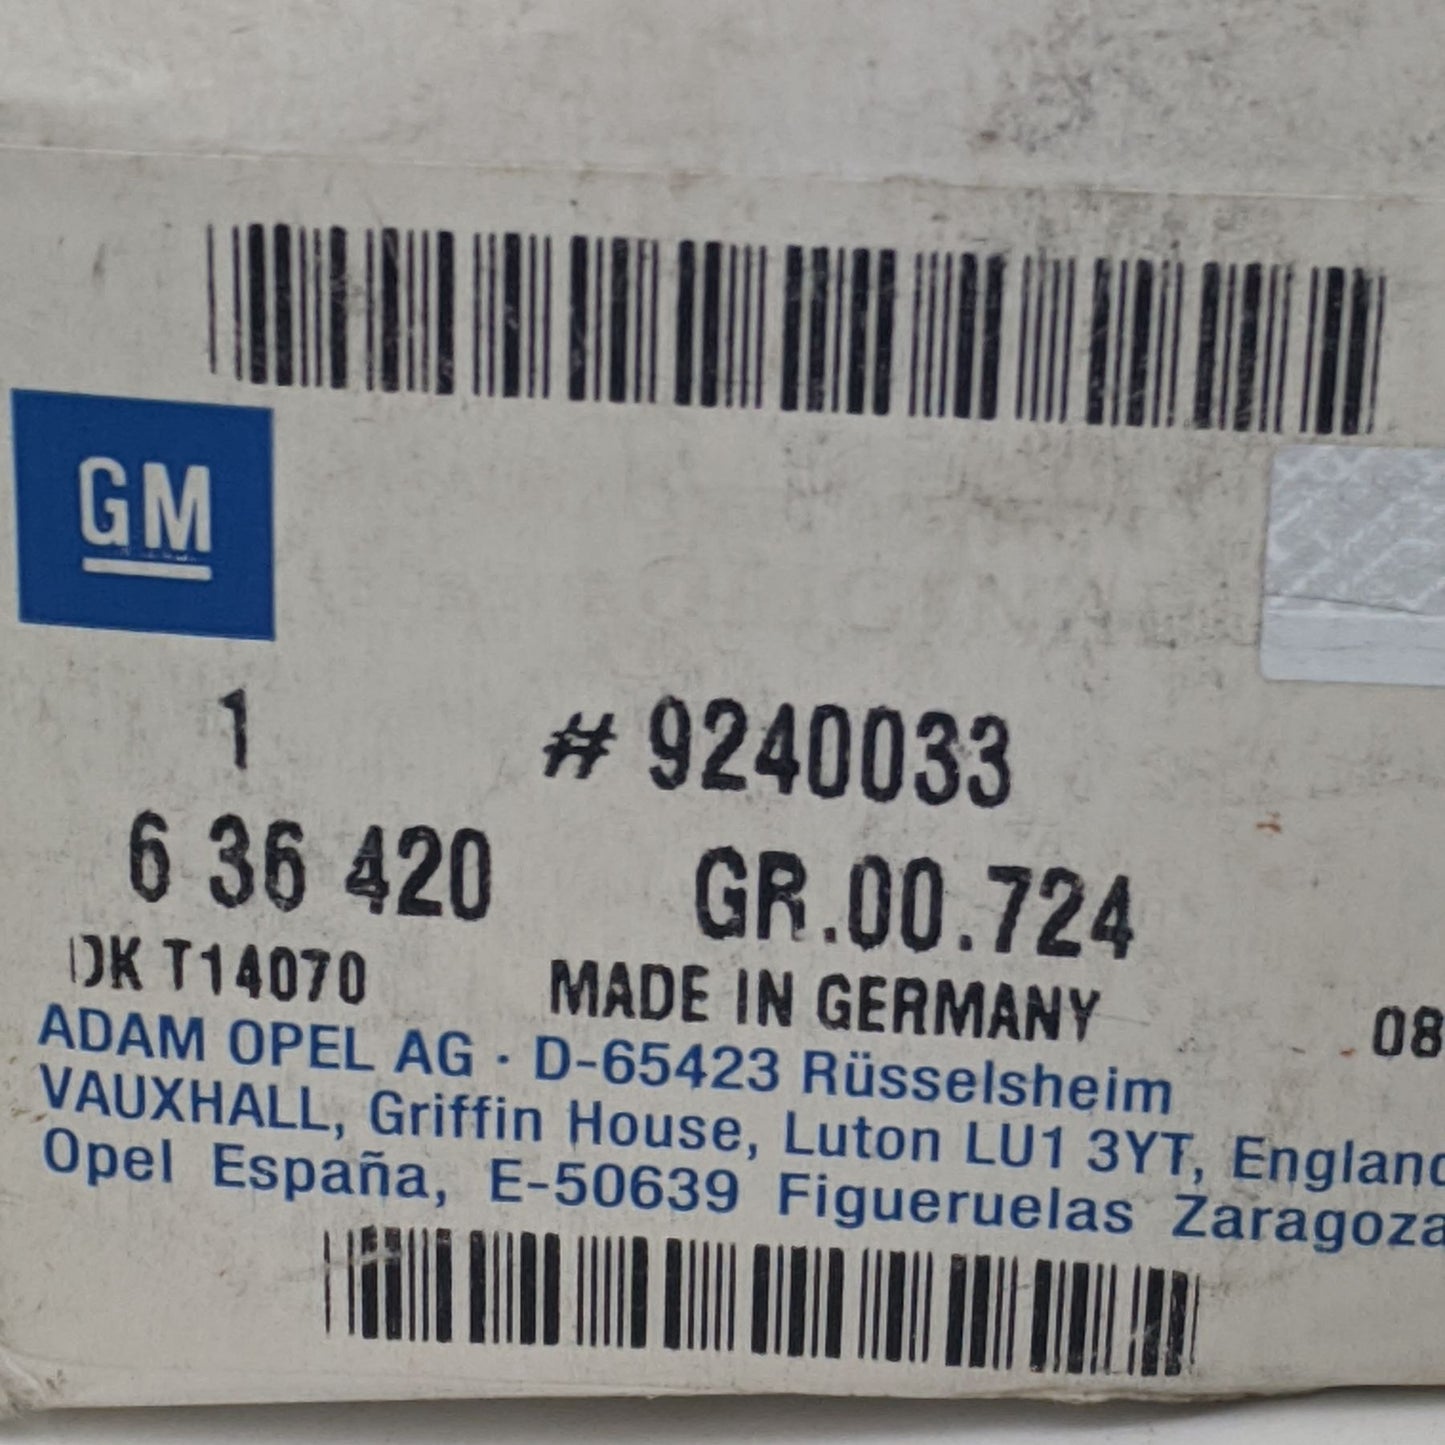 GM
1 # 9240033
6 36 420 GR.00.724
DK T14070 MADE IN GERMANY 08
ADAM OPEL AG · D-65423 Rüsselsheim
VAUXHALL, Griffin House, Luton LU1 3YT, England
Opel España, E-50639 Figueruelas Zaragoza